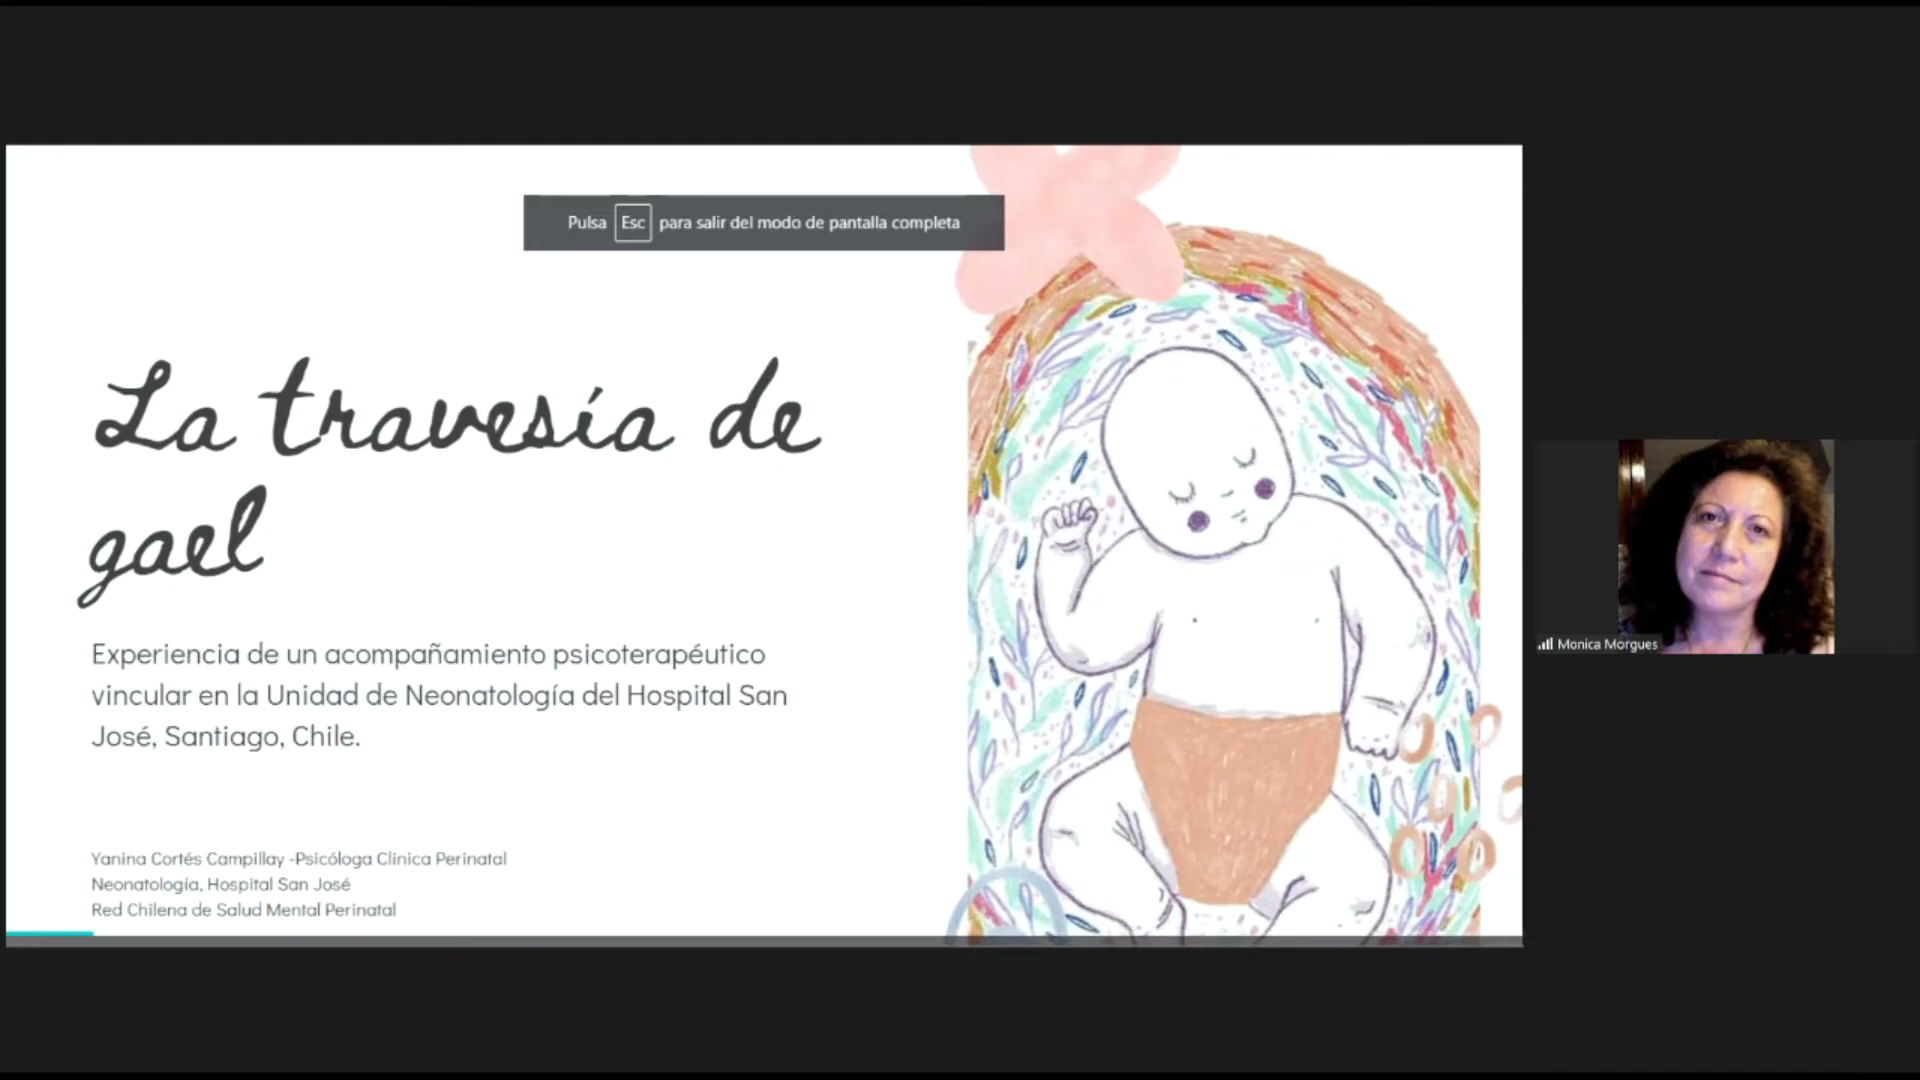 Pulsa Esc para salir del modo de pantalla completa
La travesía de
gael
Experiencia de un acompañamiento psicoterapéutico
vincular en la Unidad de Neonatología del Hospital San
José, Santiago, Chile.
Yanina Cortés Campillay -Psicóloga Clínica Perinatal
Neonatología, Hospital San José
Red Chilena de Salud Mental Perinatal
Monica Morgues